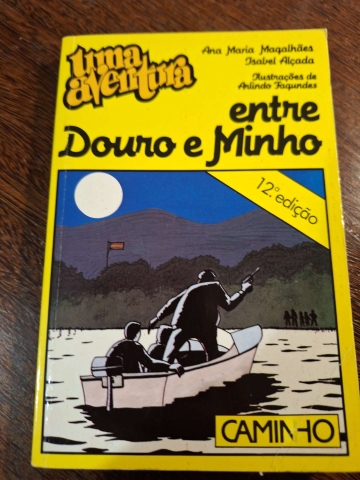 uma
aventura
Ana Maria Magalhães
Isabel Alçada
Ilustrações de
Arlindo Fagundes
entre
Douro e Minho
12.ª edição
CAMINHO